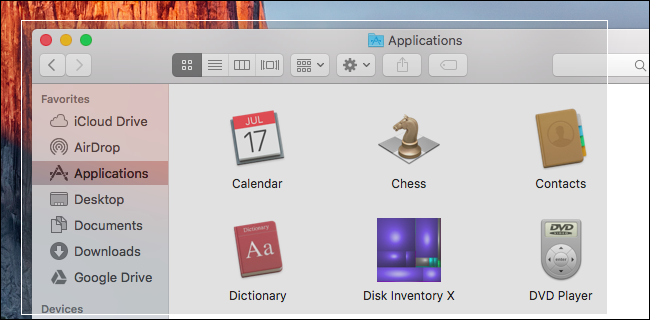 Applications
Favorites
iCloud Drive
AirDrop
Applications
Desktop
Documents
Downloads
Google Drive
Devices
JUL
17
Calendar
Chess
Contacts
Dictionary
Aa
Dictionary
Disk Inventory X
DVD
DVD Player